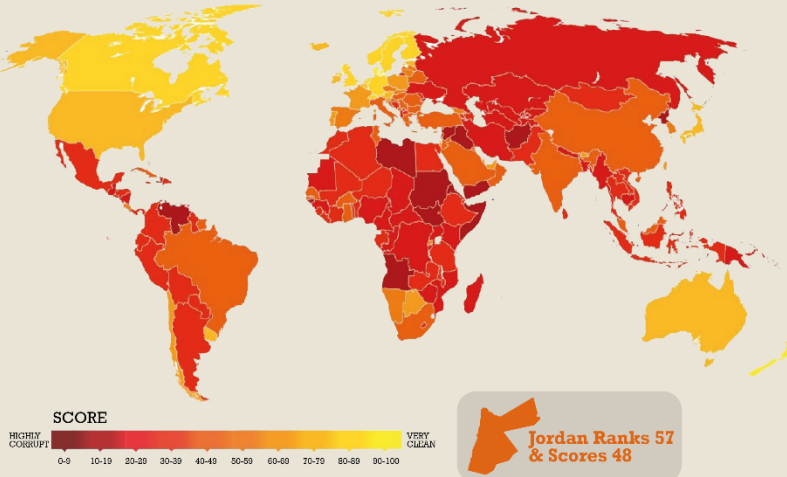 SCORE
HIGHLY
CORRUPT
VERY
CLEAN
0-9 10-19 20-29 30-39 40-49 50-59 60-69 70-79 80-89 90-100
Jordan Ranks 57
& Scores 48